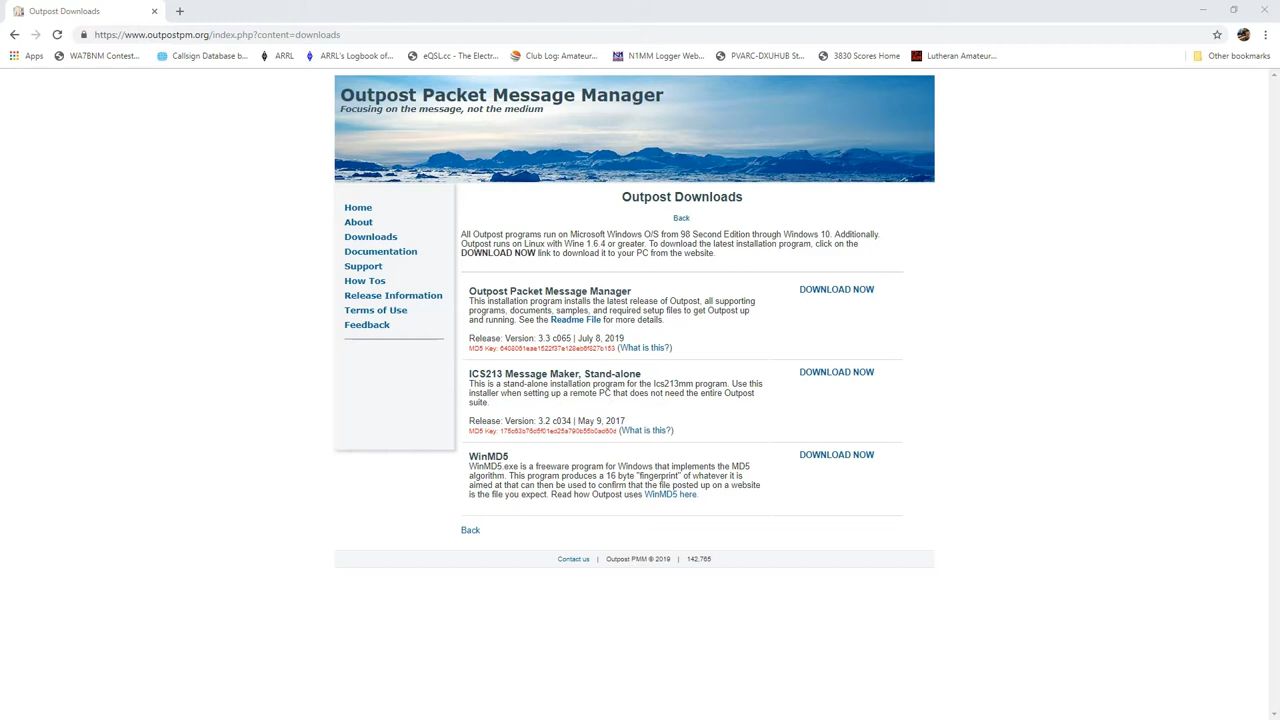 Outpost Downloads
https://www.outpostpm.org/index.php?content=downloads
Apps WA7BNM Contest... Callsign Database b... ARRL ARRL's Logbook of... eQSL.cc -- The Electr... Club Log: Amateur... N1MM Logger Web... PVARC-DXUHUB St... 3830 Scores Home Lutheran Amateur... Other bookmarks
Outpost Packet Message Manager
Focusing on the message, not the medium
Home
About
Downloads
Documentation
Support
How Tos
Release Information
Terms of Use
Feedback
Outpost Downloads
Back
All Outpost programs run on Microsoft Windows O/S from 98 Second Edition through Windows 10. Additionally.
Outpost runs on Linux with Wine 1.6.4 or greater. To download the latest installation program, click on the
DOWNLOAD NOW link to download it to your PC from the website.
Outpost Packet Message Manager DOWNLOAD NOW
This installation program installs the latest release of Outpost, all supporting
programs, documents, samples, and required setup files to get Outpost up
and running. See the Readme File for more details.
Release: Version: 3.3 c065 | July 8, 2019
MD5 Key: (What is this?)
ICS213 Message Maker, Stand-alone DOWNLOAD NOW
This is a stand-alone installation program for the Ics213mm program. Use this
installer when setting up a remote PC that does not need the entire Outpost
suite.
Release: Version: 3.2 c034 | May 9, 2017
MD5 Key: (What is this?)
WinMD5 DOWNLOAD NOW
WinMD5.exe is a freeware program for Windows that implements the MD5
algorithm. This program produces a 16 byte "fingerprint" of whatever it is
aimed at that can then be used to confirm that the file posted up on a website
is the file you expect. Read how Outpost uses WinMD5 here.
Back
Contact us | Outpost PMM © 2019 | 142,765